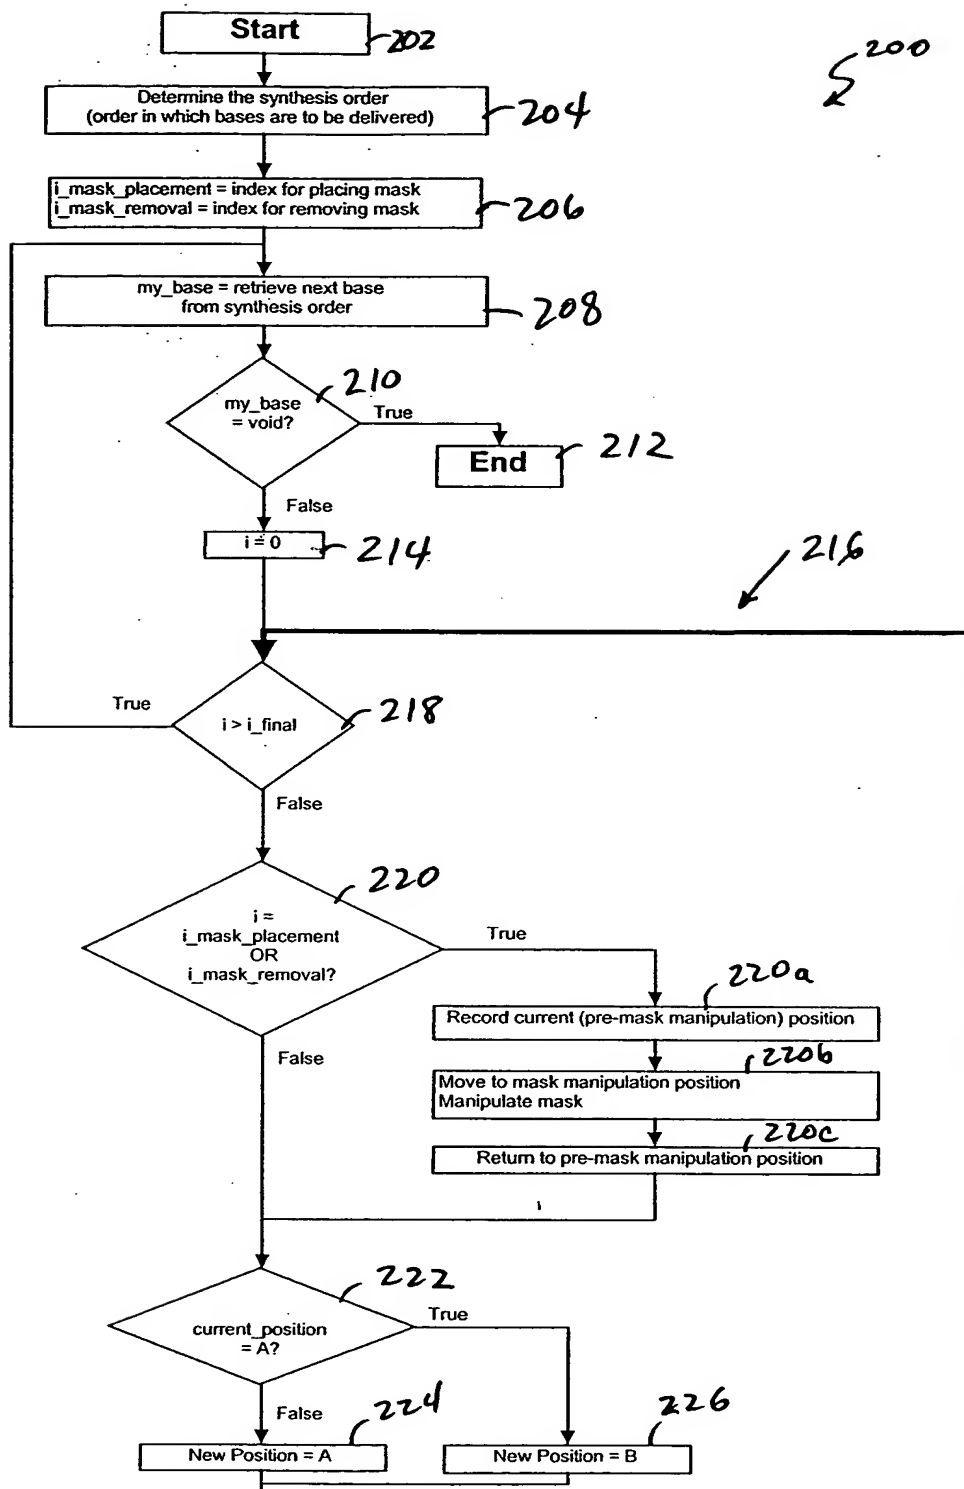 Start
202
200
Determine the synthesis order
(order in which bases are to be delivered)
204
i_mask_placement = index for placing mask
i_mask_removal = index for removing mask
206
my_base = retrieve next base
from synthesis order
208
my_base
= void?
210
True
End
212
False
i = 0
214
216
True
i > i_final
218
False
i =
i_mask_placement
OR
i_mask_removal?
220
True
220a
Record current (pre-mask manipulation) position
False
220b
Move to mask manipulation position
Manipulate mask
220c
Return to pre-mask manipulation position
222
current_position
= A?
True
False
224
New Position = A
226
New Position = B